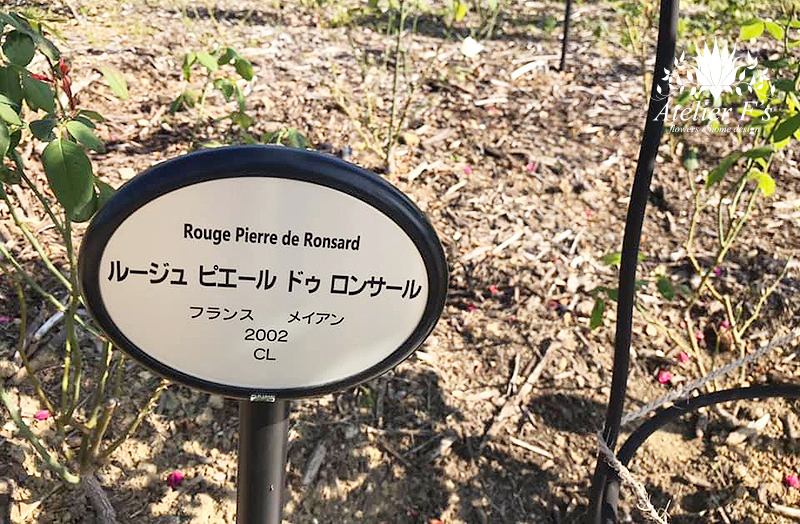 Atelier F's
flowers & home design
Rouge Pierre de Ronsard
ルージュ ピエール ドゥ ロンサール
フランス メイアン
2002
CL